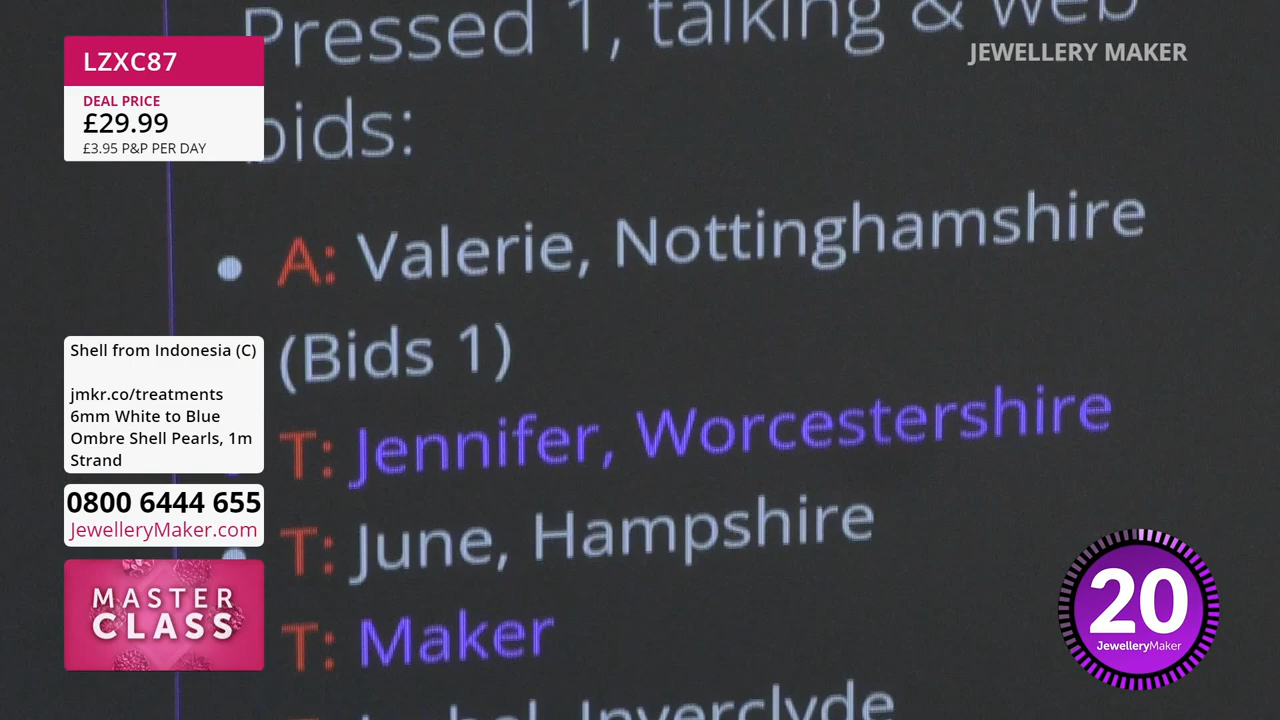 LZXC87
DEAL PRICE
£29.99
£3.95 P&P PER DAY
JEWELLERY MAKER
Pressed 1, talking & web
bids:
A: Valerie, Nottinghamshire
(Bids 1)
T: Jennifer, Worcestershire
T: June, Hampshire
T: Maker
Inverclyde
Shell from Indonesia (C)
jmkr.co/treatments
6mm White to Blue
Ombre Shell Pearls, 1m
Strand
0800 6444 655
JewelleryMaker.com
MASTER
CLASS
20
JewelleryMaker